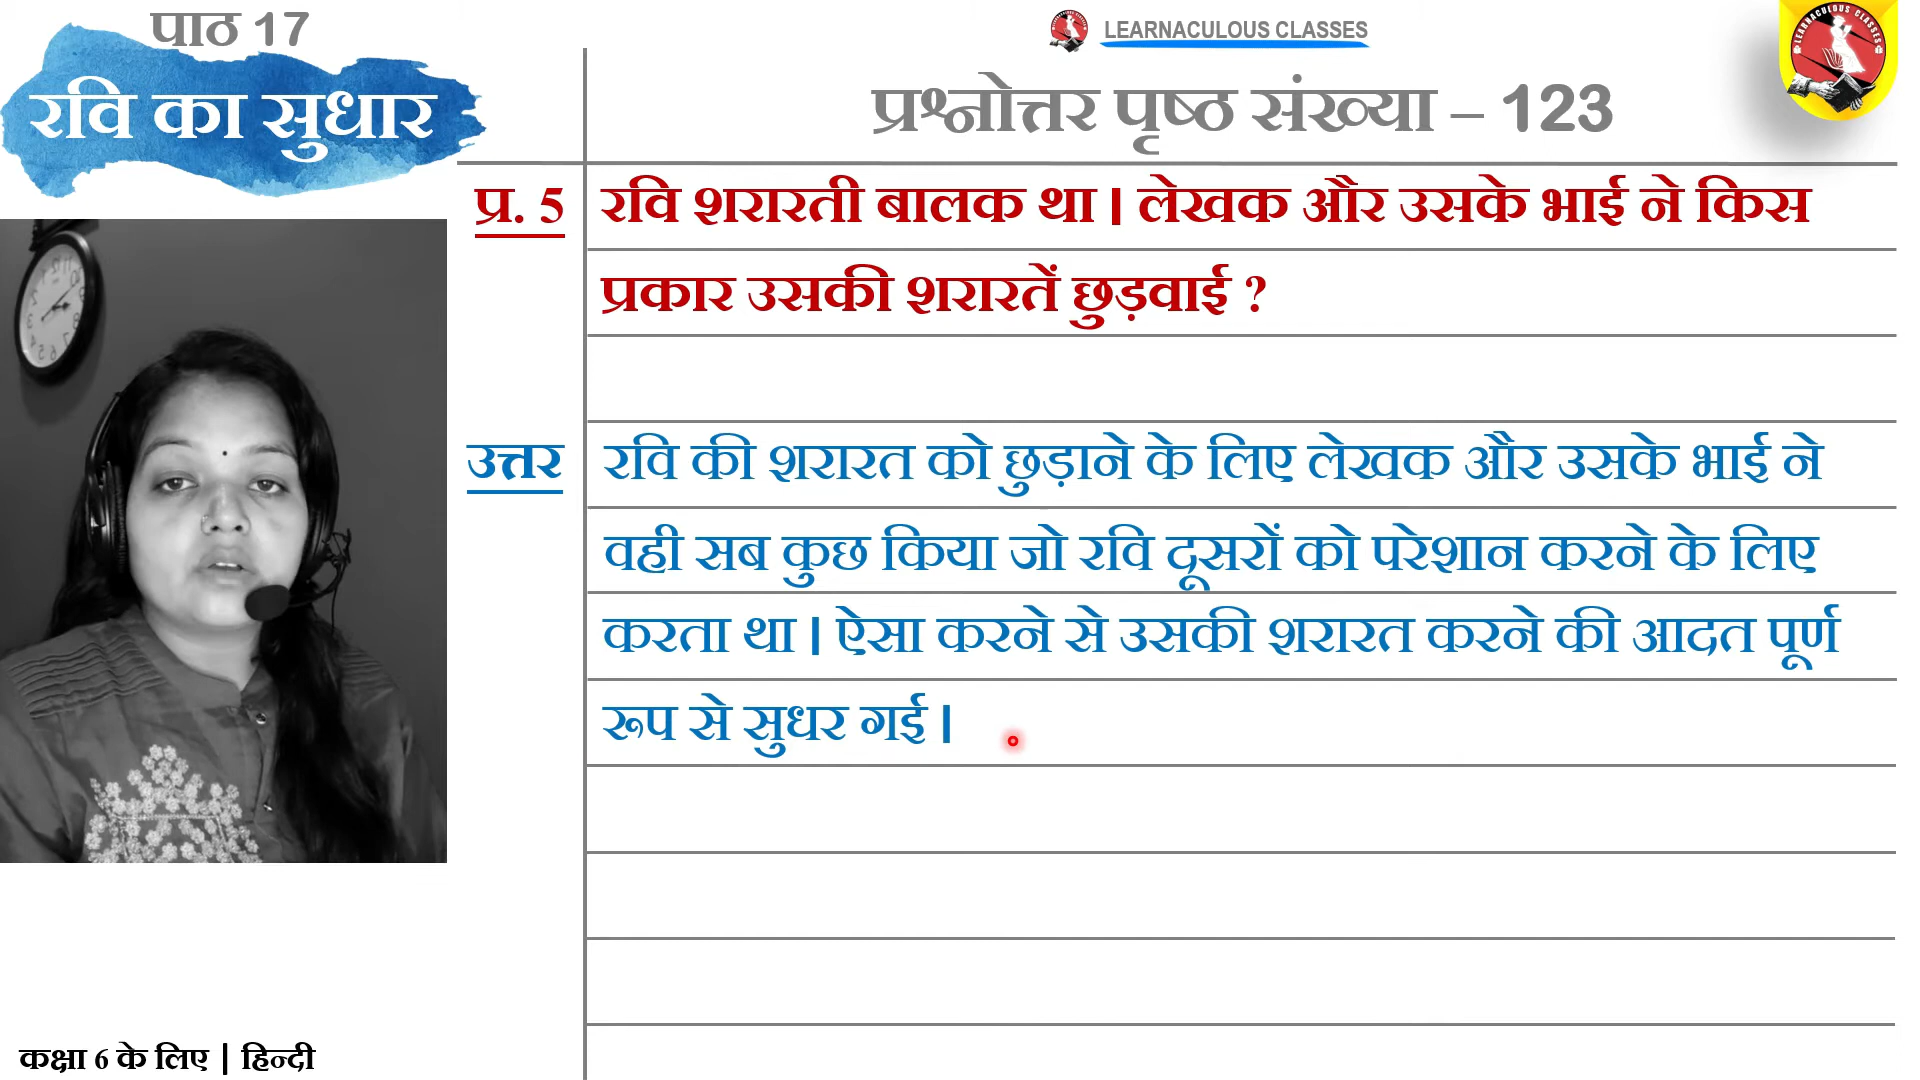 पाठ 17
रवि का सुधार
LEARNACULOUS CLASSES
LEARNACULOUS CLASSES
प्रश्नोत्तर पृष्ठ संख्या – 123
प्र. 5 रवि शरारती बालक था । लेखक और उसके भाई ने किस
प्रकार उसकी शरारतें छुड़वाई ?
उत्तर रवि की शरारत को छुड़ाने के लिए लेखक और उसके भाई ने
वही सब कुछ किया जो रवि दूसरों को परेशान करने के लिए
करता था । ऐसा करने से उसकी शरारत करने की आदत पूर्ण
रूप से सुधर गई ।
कक्षा 6 के लिए | हिन्दी